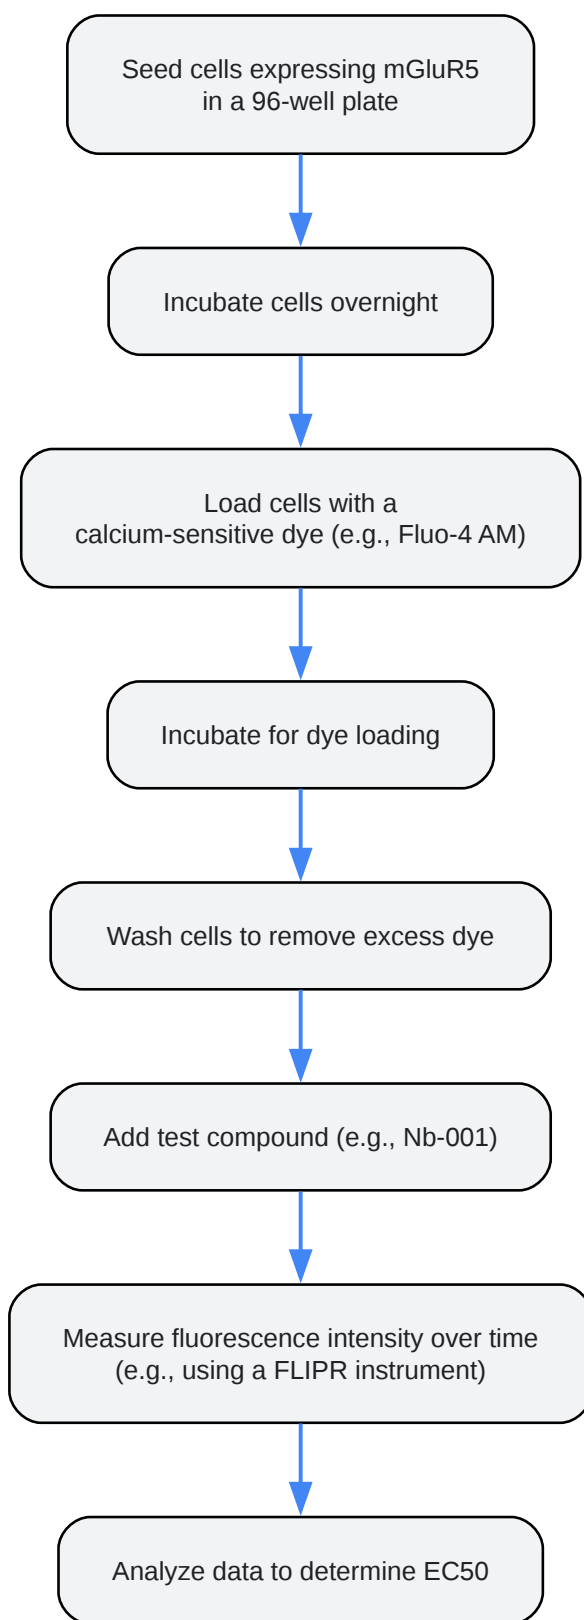 Seed cells expressing mGluR5
in a 96-well plate
Incubate cells overnight
Load cells with a
calcium-sensitive dye (e.g., Fluo-4 AM)
Incubate for dye loading
Wash cells to remove excess dye
Add test compound (e.g., Nb-001)
Measure fluorescence intensity over time
(e.g., using a FLIPR instrument)
Analyze data to determine EC50